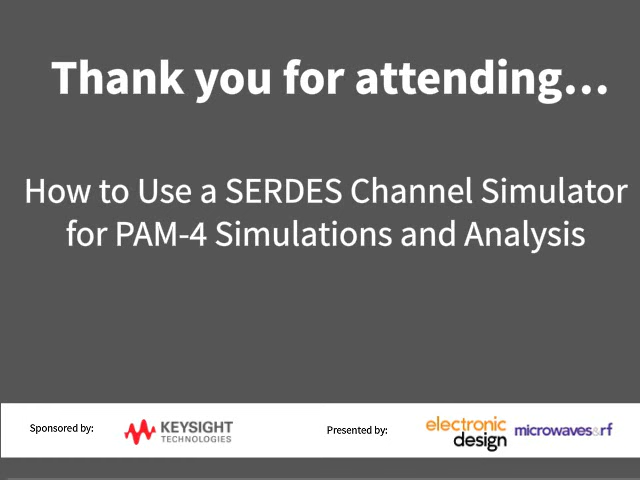 Thank you for attending...
How to Use a SERDES Channel Simulator
for PAM-4 Simulations and Analysis
Sponsored by:
KEYSIGHT
TECHNOLOGIES
Presented by:
electronic
design
microwaves&rf